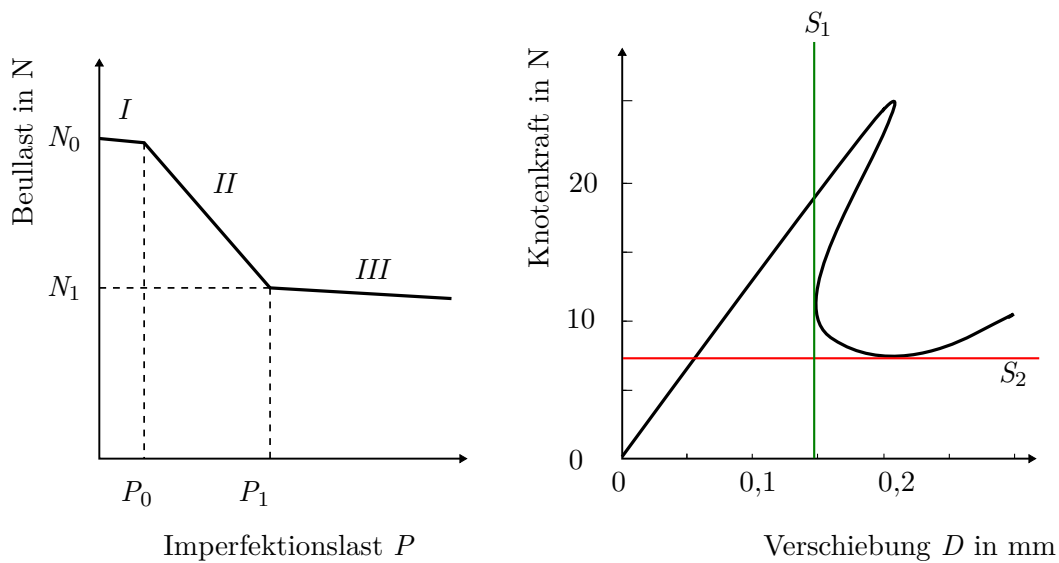 Beullast in N
I
N0
II
N1
III
P0
P1
Imperfektionslast P
S1
Knotenkraft in N
20
10
S2
0
0
0,1
0,2
Verschiebung D in mm